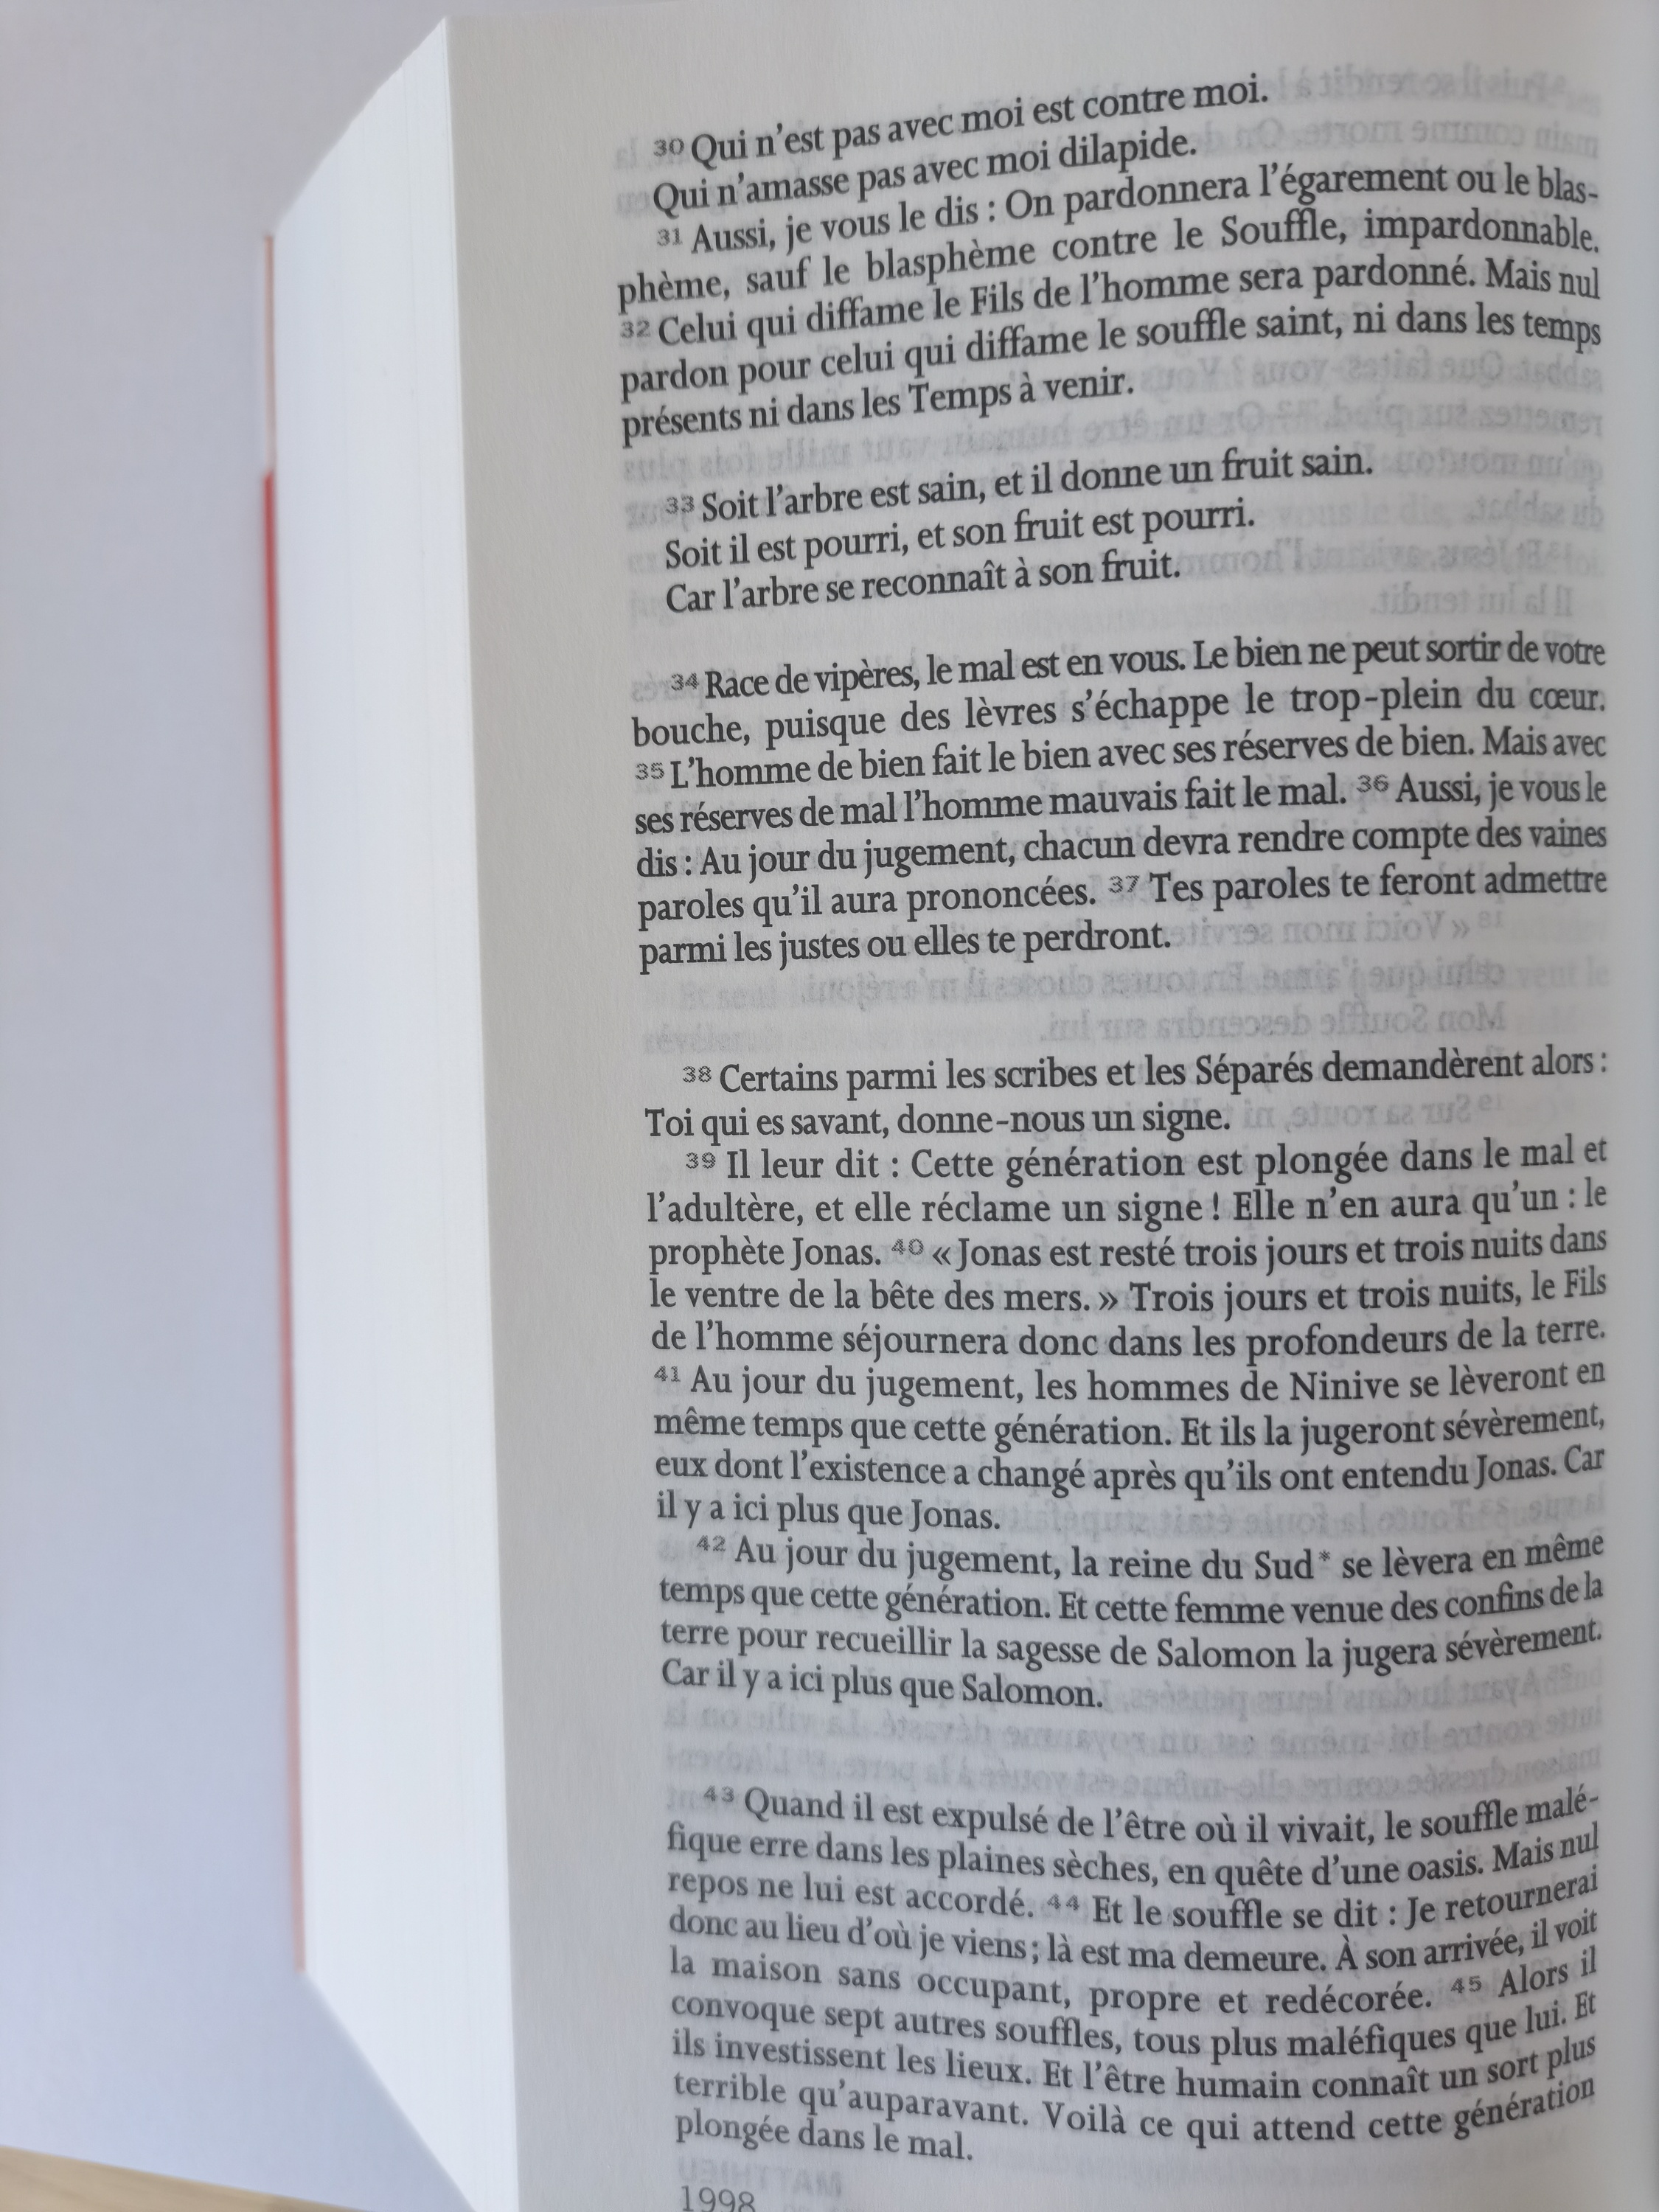 30 Qui n'est pas avec moi est contre moi.
Qui n'amasse pas avec moi dilapide.
31 Aussi, je vous le dis : On pardonnera l'égarement ou le blas-
phème, sauf le blasphème contre le Souffle, impardonnable.
32 Celui qui diffame le Fils de l'homme sera pardonné. Mais nul
pardon pour celui qui diffame le souffle saint, ni dans les temps
présents ni dans les Temps à venir.
33 Soit l'arbre est sain, et il donne un fruit sain.
Soit il est pourri, et son fruit est pourri.
Car l'arbre se reconnaît à son fruit.
34 Race de vipères, le mal est en vous. Le bien ne peut sortir de votre
bouche, puisque des lèvres s'échappe le trop-plein du cœur.
35 L'homme de bien fait le bien avec ses réserves de bien. Mais avec
ses réserves de mal l'homme mauvais fait le mal. 36 Aussi, je vous le
dis : Au jour du jugement, chacun devra rendre compte des vaines
paroles qu'il aura prononcées. 37 Tes paroles te feront admettre
parmi les justes ou elles te perdront.
38 Certains parmi les scribes et les Séparés demandèrent alors :
Toi qui es savant, donne-nous un signe.
39 Il leur dit : Cette génération est plongée dans le mal et
l'adultère, et elle réclame un signe ! Elle n'en aura qu'un : le
prophète Jonas. 40 « Jonas est resté trois jours et trois nuits dans
le ventre de la bête des mers. » Trois jours et trois nuits, le Fils
de l'homme séjournera donc dans les profondeurs de la terre.
41 Au jour du jugement, les hommes de Ninive se lèveront en
même temps que cette génération. Et ils la jugeront sévèrement,
eux dont l'existence a changé après qu'ils ont entendu Jonas. Car
il y a ici plus que Jonas.
42 Au jour du jugement, la reine du Sud* se lèvera en même
temps que cette génération. Et cette femme venue des confins de la
terre pour recueillir la sagesse de Salomon la jugera sévèrement.
Car il y a ici plus que Salomon.
43 Quand il est expulsé de l'être où il vivait, le souffle malé-
fique erre dans les plaines sèches, en quête d'une oasis. Mais nul
repos ne lui est accordé. 44 Et le souffle se dit : Je retournerai
donc au lieu d'où je viens ; là est ma demeure. À son arrivée, il voit
la maison sans occupant, propre et redécorée. 45 Alors il
convoque sept autres souffles, tous plus maléfiques que lui. Et
ils investissent les lieux. Et l'être humain connaît un sort plus
terrible qu'auparavant. Voilà ce qui attend cette génération
plongée dans le mal.
1998